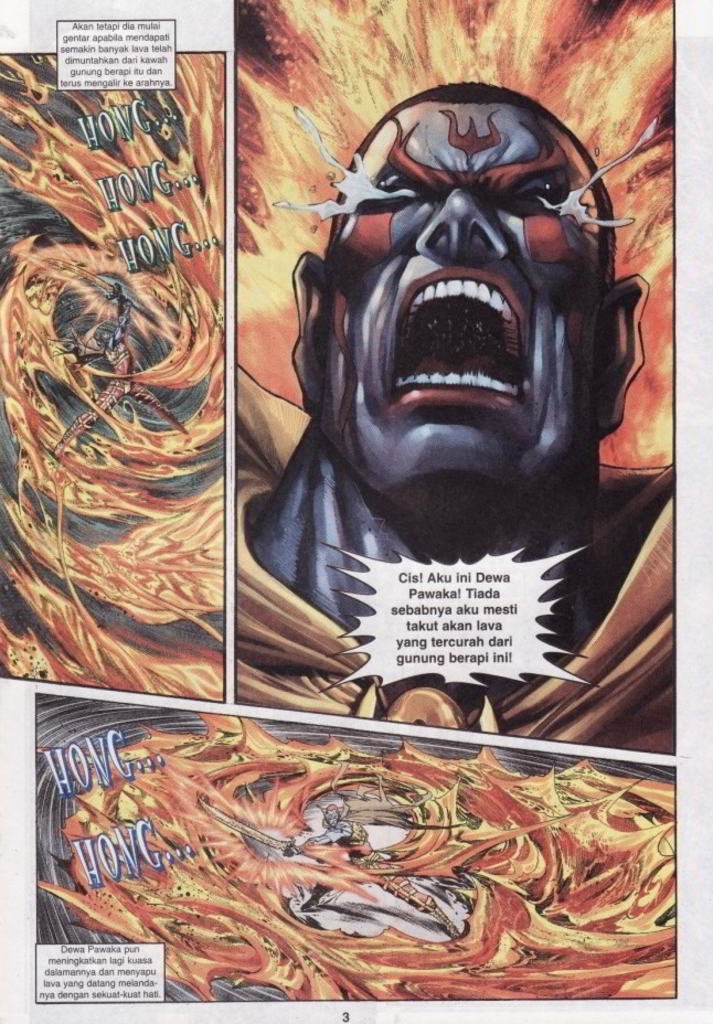 Akan tetapi dia mulai
gentar apabila mendapati
semakin banyak lava telah
dimuntahkan dari kawah
gunung berapi itu dan
terus mengalir ke arahnya.
HONG...
HONG...
HONG...
Cis! Aku ini Dewa
Pawaka! Tiada
sebabnya aku mesti
takut akan lava
yang tercurah dari
gunung berapi ini!
HONG...
HONG...
Dewa Pawaka pun
meningkatkan lagi kuasa
dalamannya dan menyapu
lava yang datang melanda-
nya dengan sekuat-kuat hati.
3